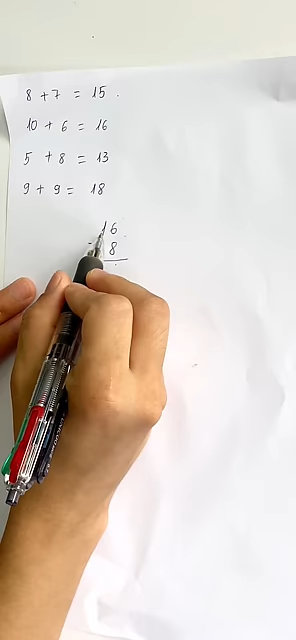 8 + 7 = 15 .
10 + 6 = 16
5 + 8 = 13
9 + 9 = 18
16
- 8